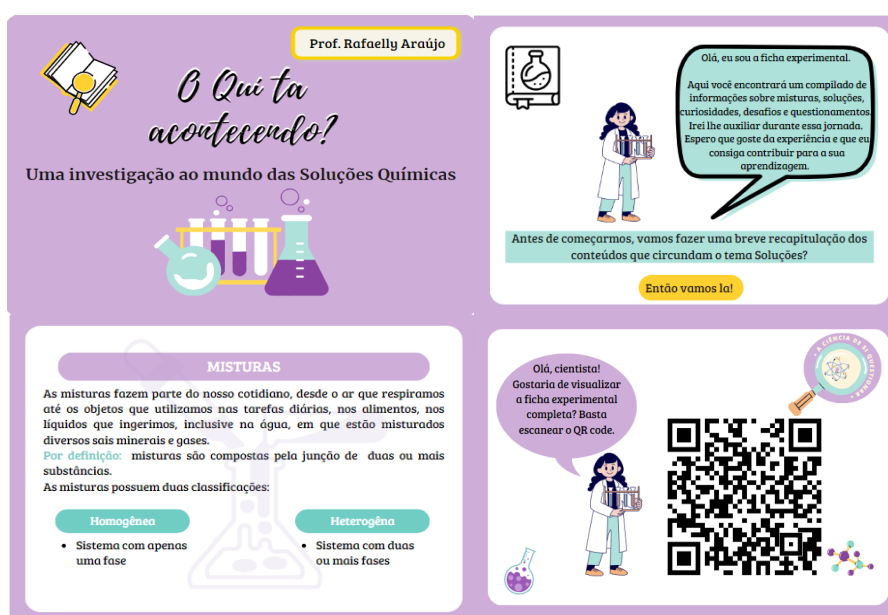 Prof. Rafaelly Araújo
O Qui ta
acontecendo?
Uma investigação ao mundo das Soluções Químicas
Olá, eu sou a ficha experimental.
Aqui você encontrará um compilado de
informações sobre misturas, soluções,
curiosidades, desafios e questionamentos.
Irei lhe auxiliar durante essa jornada.
Espero que goste da experiência e que eu
consiga contribuir para a sua
aprendizagem.
Antes de começarmos, vamos fazer uma breve recapitulação dos
conteúdos que circundam o tema Soluções?
Então vamos la!
MISTURAS
As misturas fazem parte do nosso cotidiano, desde o ar que respiramos
até os objetos que utilizamos nas tarefas diárias, nos alimentos, nos
líquidos que ingerimos, inclusive na água, em que estão misturados
diversos sais minerais e gases.
Por definição: misturas são compostas pela junção de duas ou mais
substâncias.
As misturas possuem duas classificações:
Homogênea
• Sistema com apenas
uma fase
Heterogêna
• Sistema com duas
ou mais fases
Olá, cientista!
Gostaria de visualizar
a ficha experimental
completa? Basta
escanear o QR code.
• A CIÊNCIA DE SI QUESTIONAR •